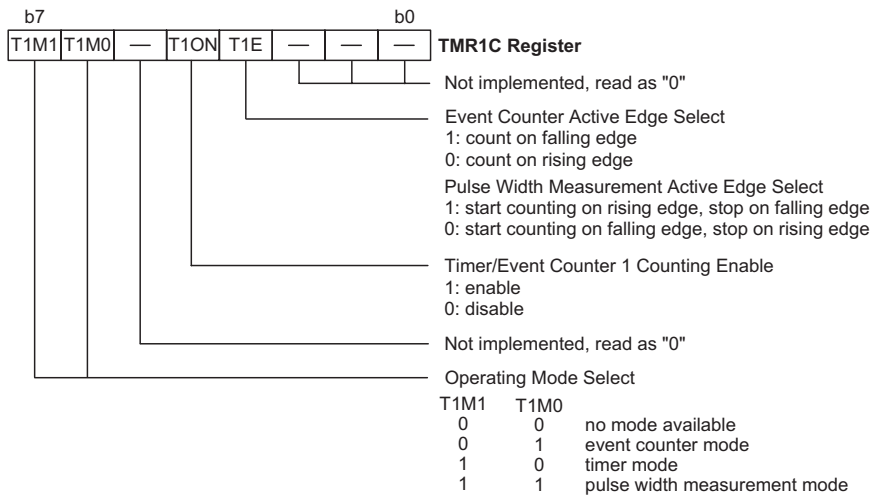 b7 b0
T1M1 T1M0 — T1ON T1E — — — TMR1C Register
Not implemented, read as "0"
Event Counter Active Edge Select
1: count on falling edge
0: count on rising edge
Pulse Width Measurement Active Edge Select
1: start counting on rising edge, stop on falling edge
0: start counting on falling edge, stop on rising edge
Timer/Event Counter 1 Counting Enable
1: enable
0: disable
Not implemented, read as "0"
Operating Mode Select
T1M1 T1M0
0 0 no mode available
0 1 event counter mode
1 0 timer mode
1 1 pulse width measurement mode